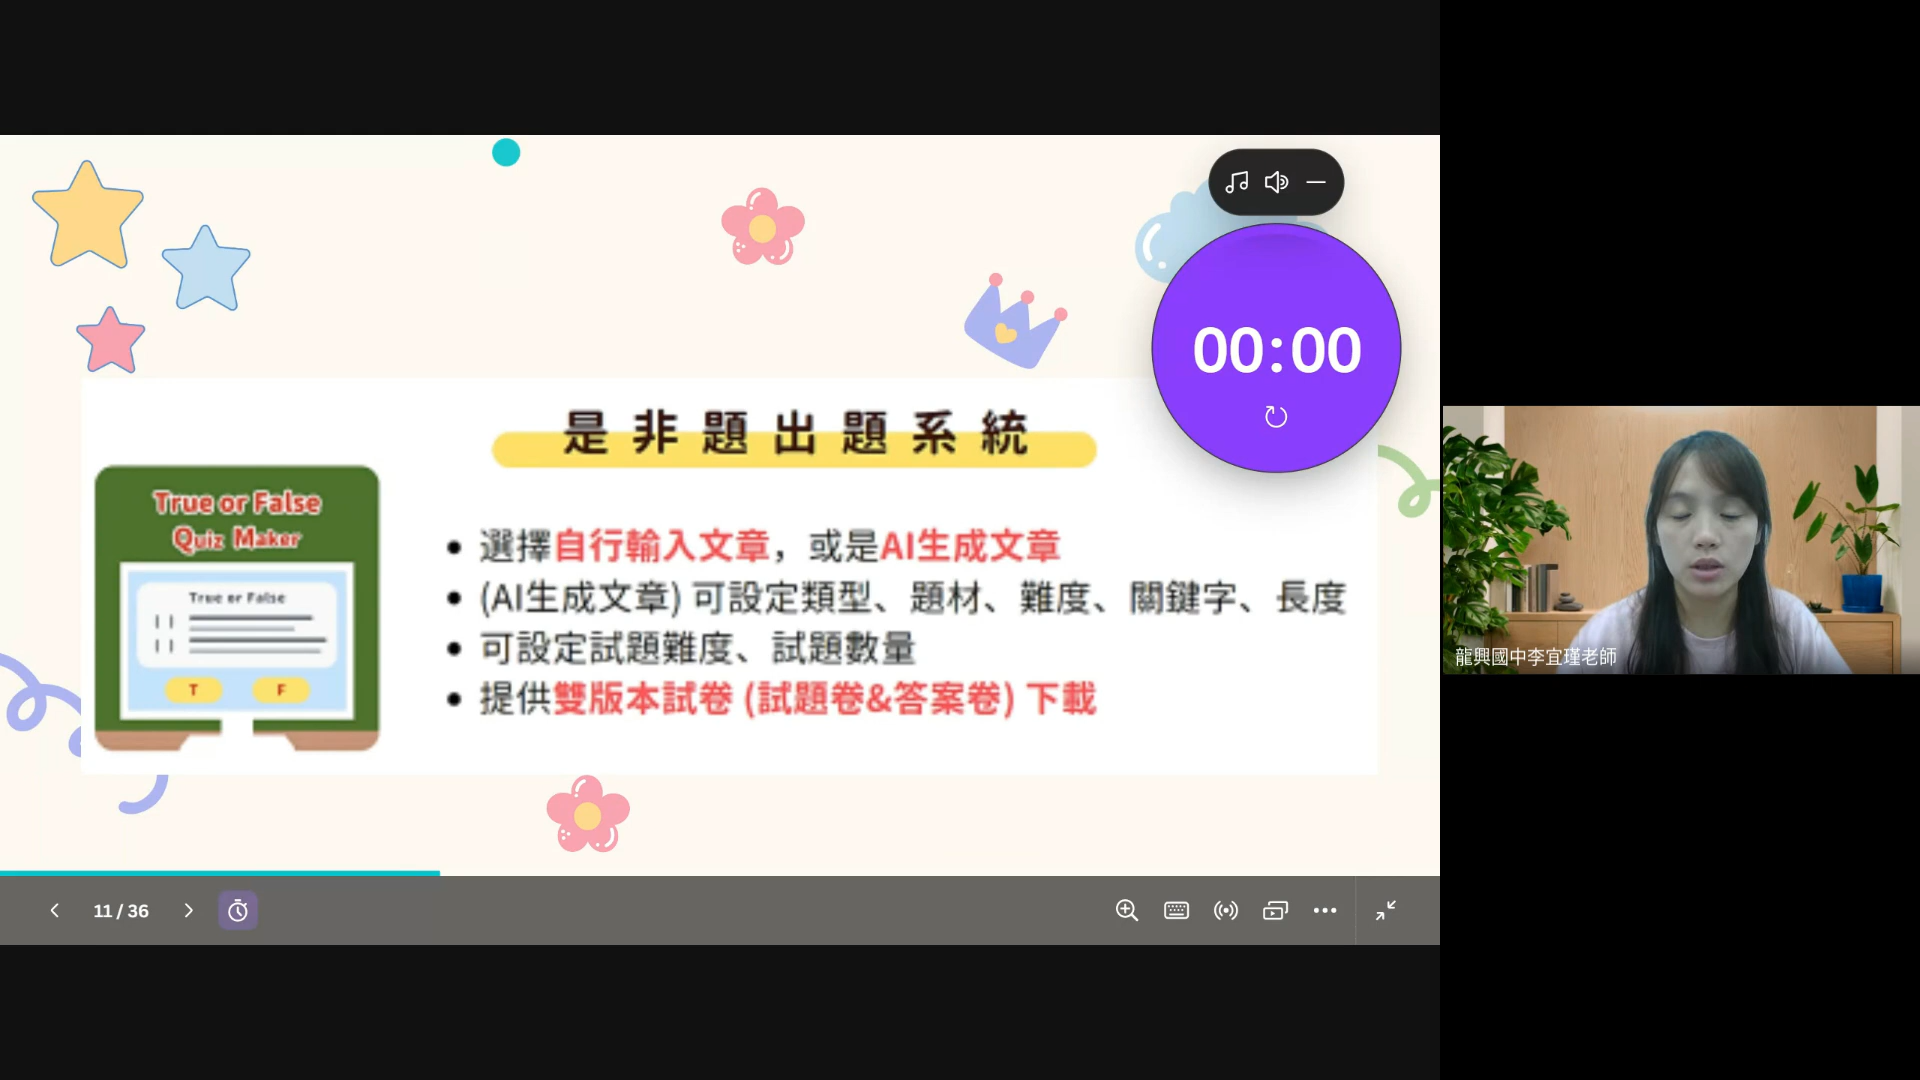 00:00
是非題出題系統
True or False
Quiz Maker
True or False
T
F
• 選擇自行輸入文章，或是AI生成文章
• (AI生成文章) 可設定類型、題材、難度、關鍵字、長度
• 可設定試題難度、試題數量
• 提供雙版本試卷 (試題卷&答案卷) 下載
11 / 36
龍興國中李宜瑾老師